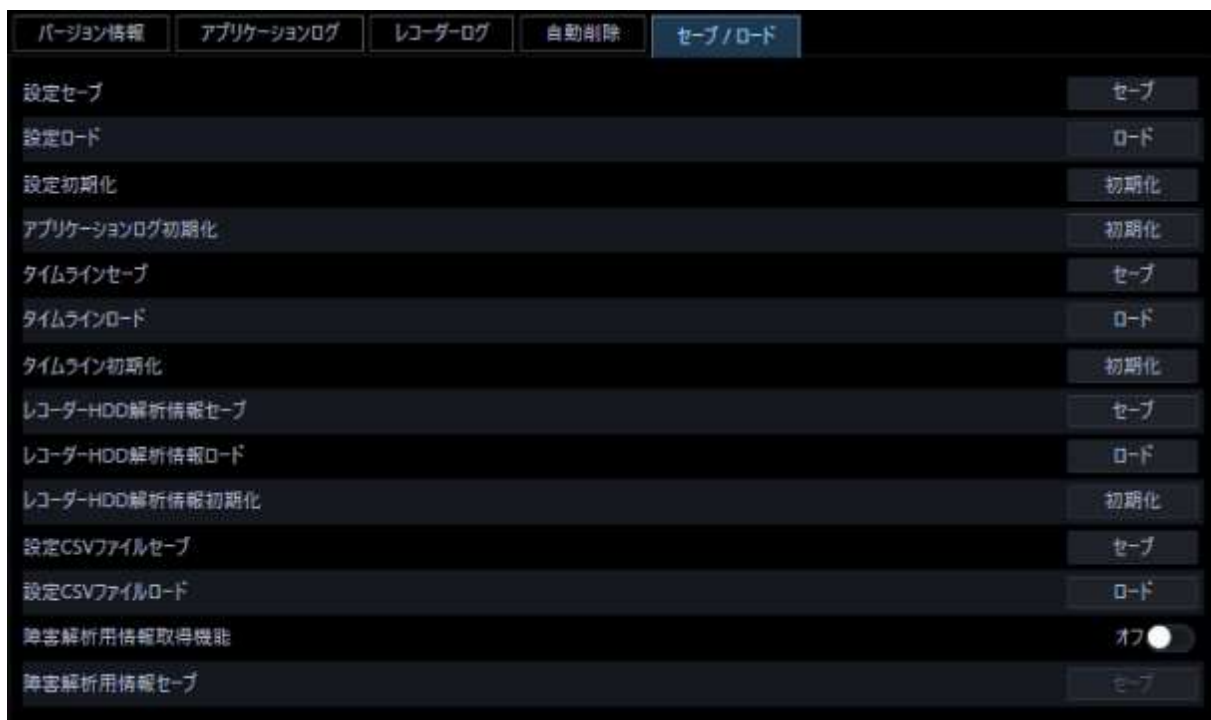 バージョン情報 アプリケーションログ レコーダーログ 自動削除 セーブ / ロード
設定セーブ セーブ
設定ロード ロード
設定初期化 初期化
アプリケーションログ初期化 初期化
タイムラインセーブ セーブ
タイムラインロード ロード
タイムライン初期化 初期化
レコーダーHDD解析情報セーブ セーブ
レコーダーHDD解析情報ロード ロード
レコーダーHDD解析情報初期化 初期化
設定CSVファイルセーブ セーブ
設定CSVファイルロード ロード
障害解析用情報取得機能 オフ
障害解析用情報セーブ セーブ